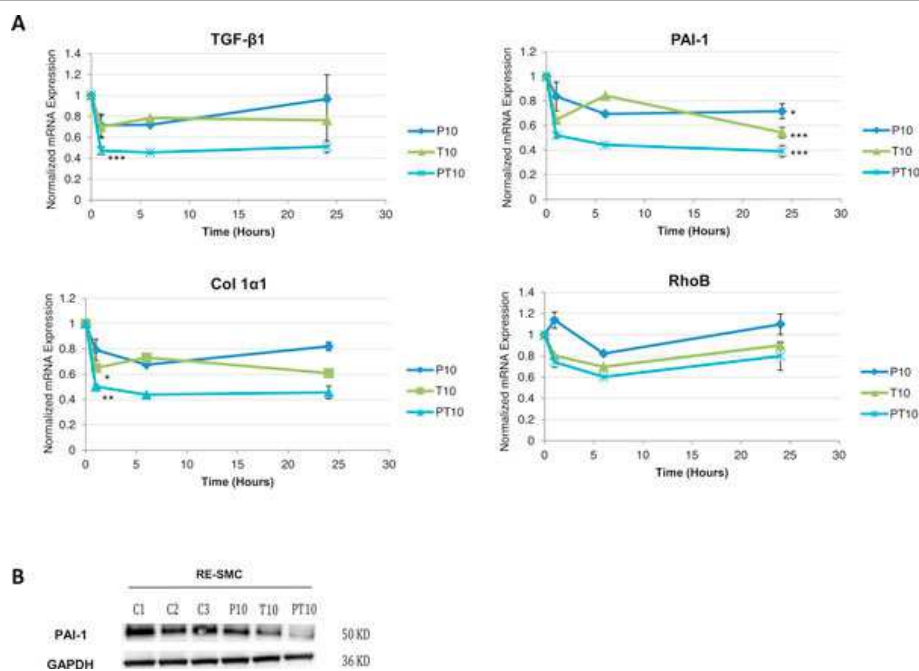 A
TGF-β1
Normalized mRNA Expression
1.4
1.2
1
0.8
0.6
0.4
0.2
0
***
0 5 10 15 20 25 30
Time (Hours)
P10
T10
PT10
PAI-1
Normalized mRNA Expression
1.4
1.2
1
0.8
0.6
0.4
0.2
0
*
***
***
0 5 10 15 20 25 30
Time (Hours)
P10
T10
PT10
Col 1α1
Normalized mRNA Expression
1.2
1
0.8
0.6
0.4
0.2
0
*
**
0 5 10 15 20 25 30
Time (Hours)
P10
T10
PT10
RhoB
Normalized mRNA Expression
1.4
1.2
1.0
0.8
0.6
0.4
0.2
0
0 5 10 15 20 25 30
Time (Hours)
P10
T10
PT10
B
RE-SMC
C1 C2 C3 P10 T10 PT10
PAI-1 50 KD
GAPDH 36 KD